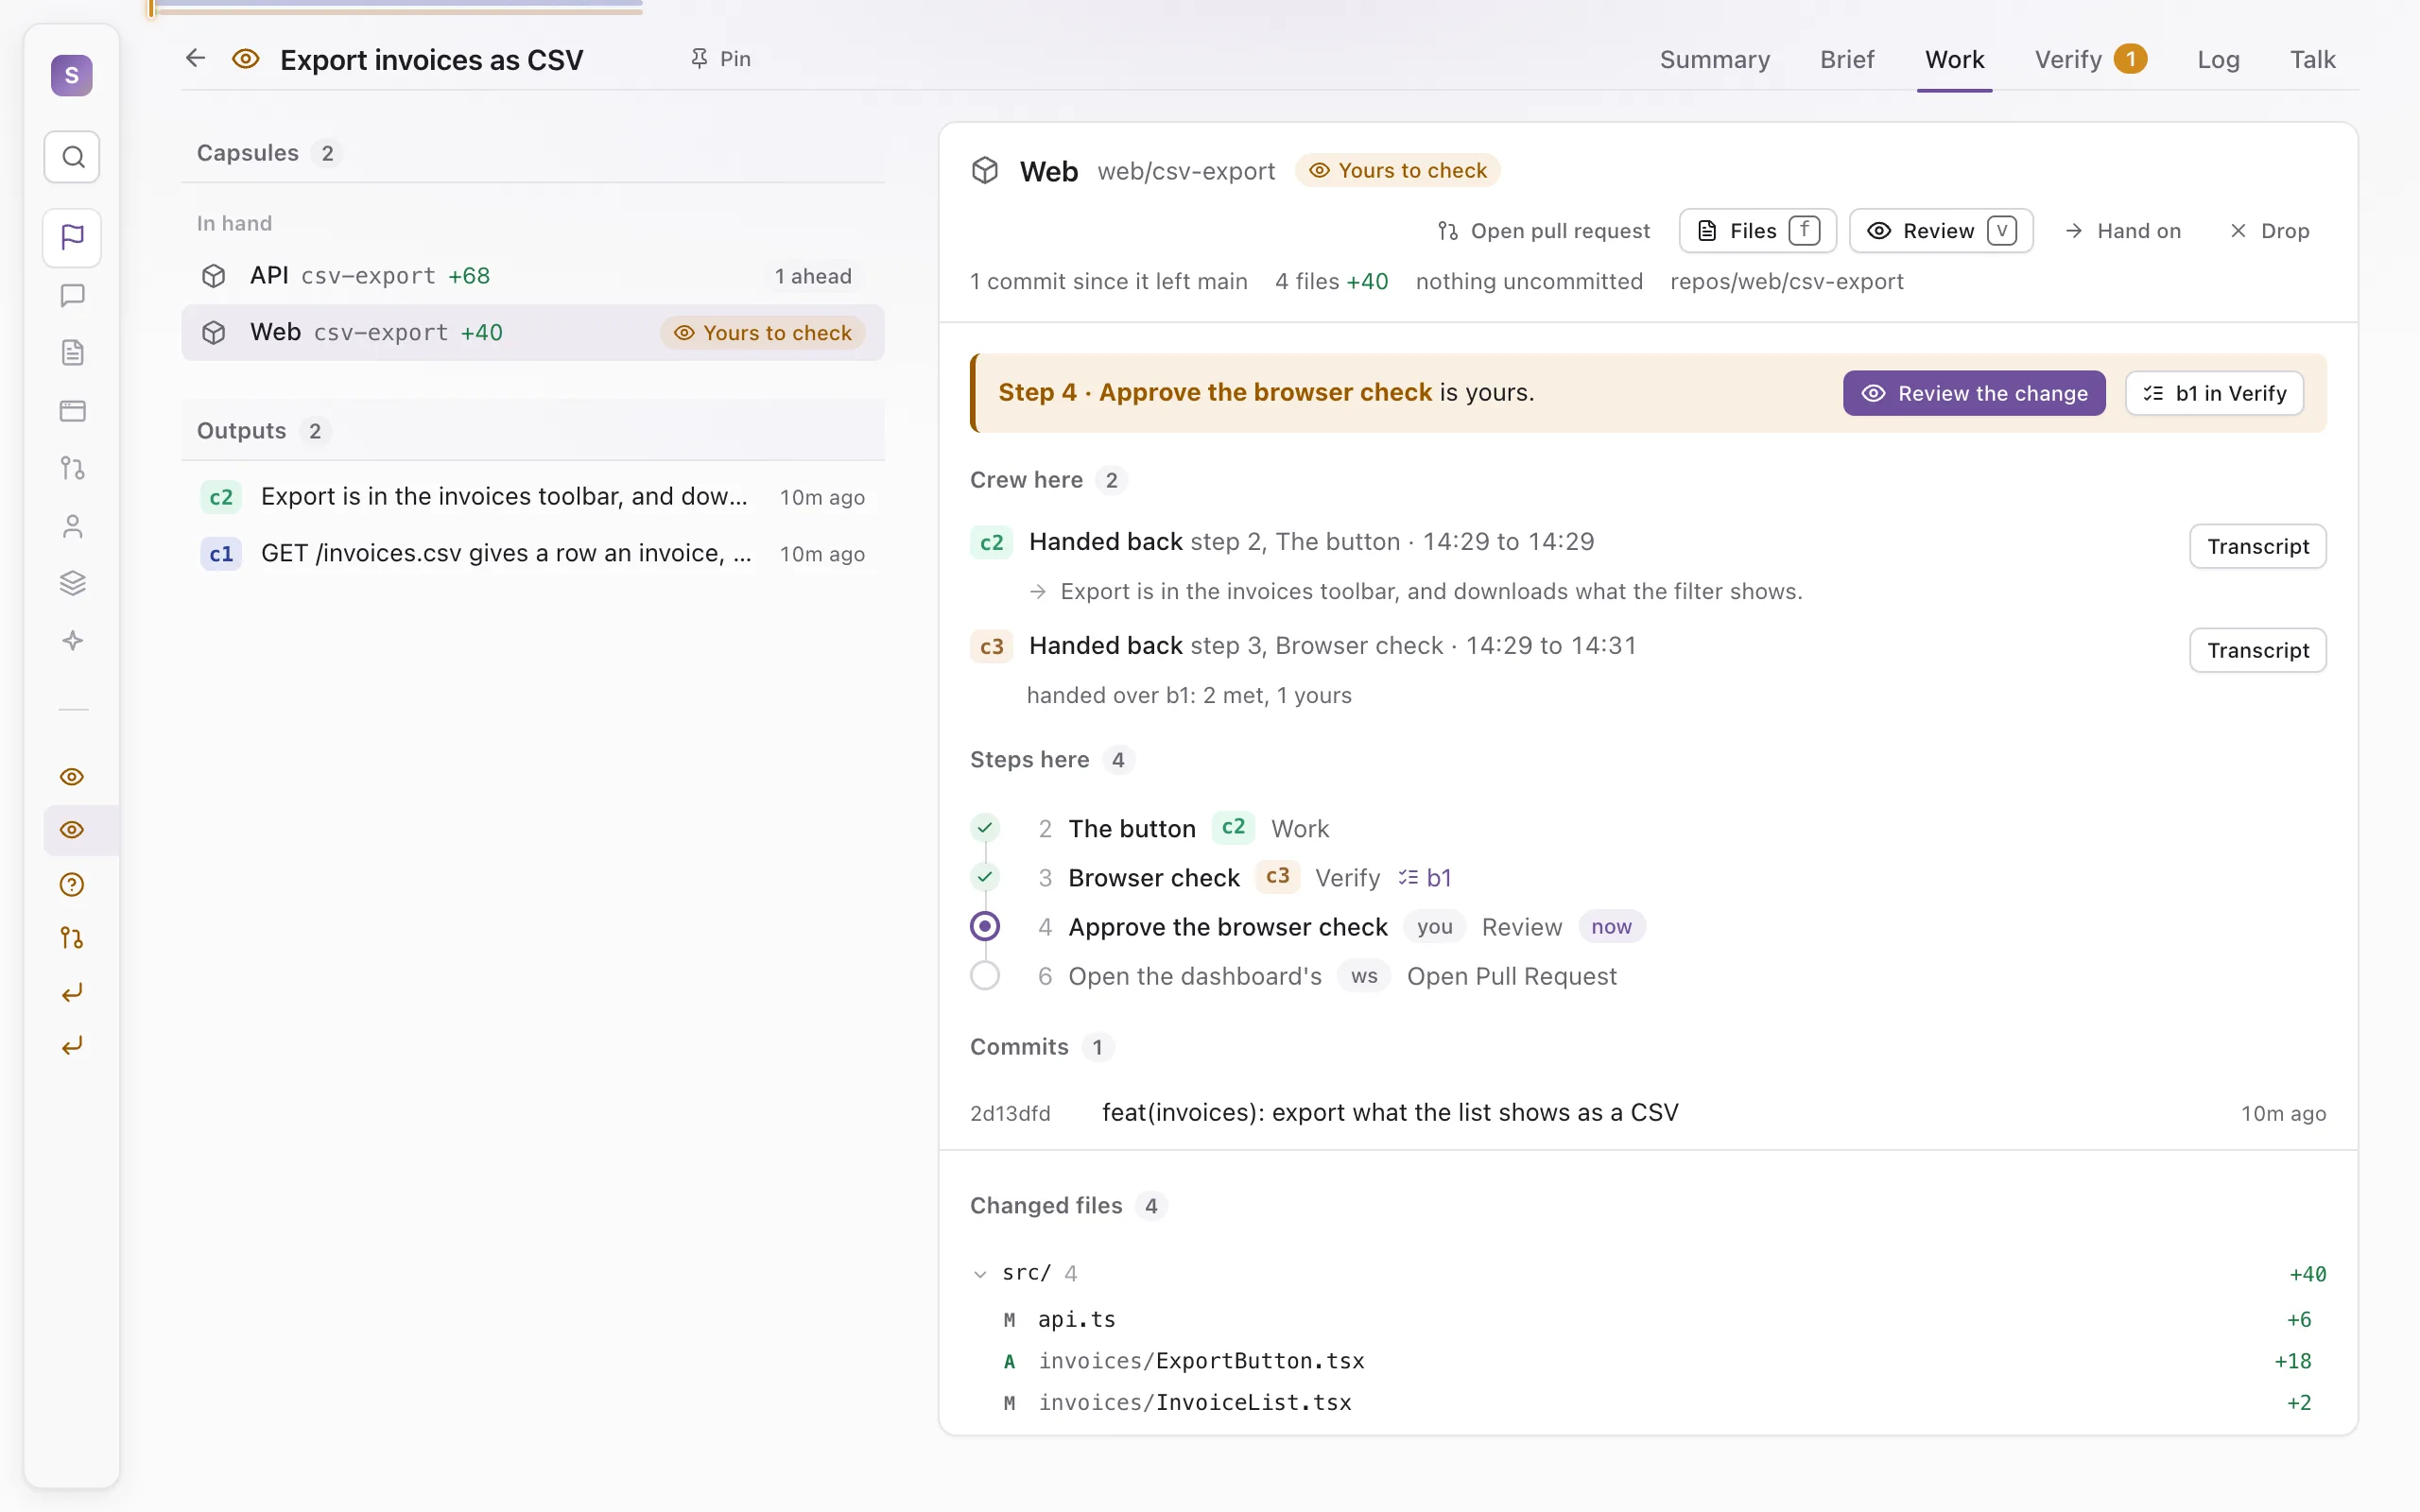 S
Export invoices as CSV
Pin
Summary
Brief
Work
Verify 1
Log
Talk
Capsules 2
In hand
API csv-export +68 1 ahead
Web csv-export +40 Yours to check
Outputs 2
c2 Export is in the invoices toolbar, and dow... 10m ago
c1 GET /invoices.csv gives a row an invoice, ... 10m ago
Web web/csv-export Yours to check
Open pull request Files f Review v Hand on Drop
1 commit since it left main 4 files +40 nothing uncommitted repos/web/csv-export
Step 4 · Approve the browser check is yours. Review the change b1 in Verify
Crew here 2
c2 Handed back step 2, The button · 14:29 to 14:29 Transcript
→ Export is in the invoices toolbar, and downloads what the filter shows.
c3 Handed back step 3, Browser check · 14:29 to 14:31 Transcript
handed over b1: 2 met, 1 yours
Steps here 4
2 The button c2 Work
3 Browser check c3 Verify b1
4 Approve the browser check you Review now
6 Open the dashboard's ws Open Pull Request
Commits 1
2d13dfd feat(invoices): export what the list shows as a CSV 10m ago
Changed files 4
src/ 4 +40
M api.ts +6
A invoices/ExportButton.tsx +18
M invoices/InvoiceList.tsx +2